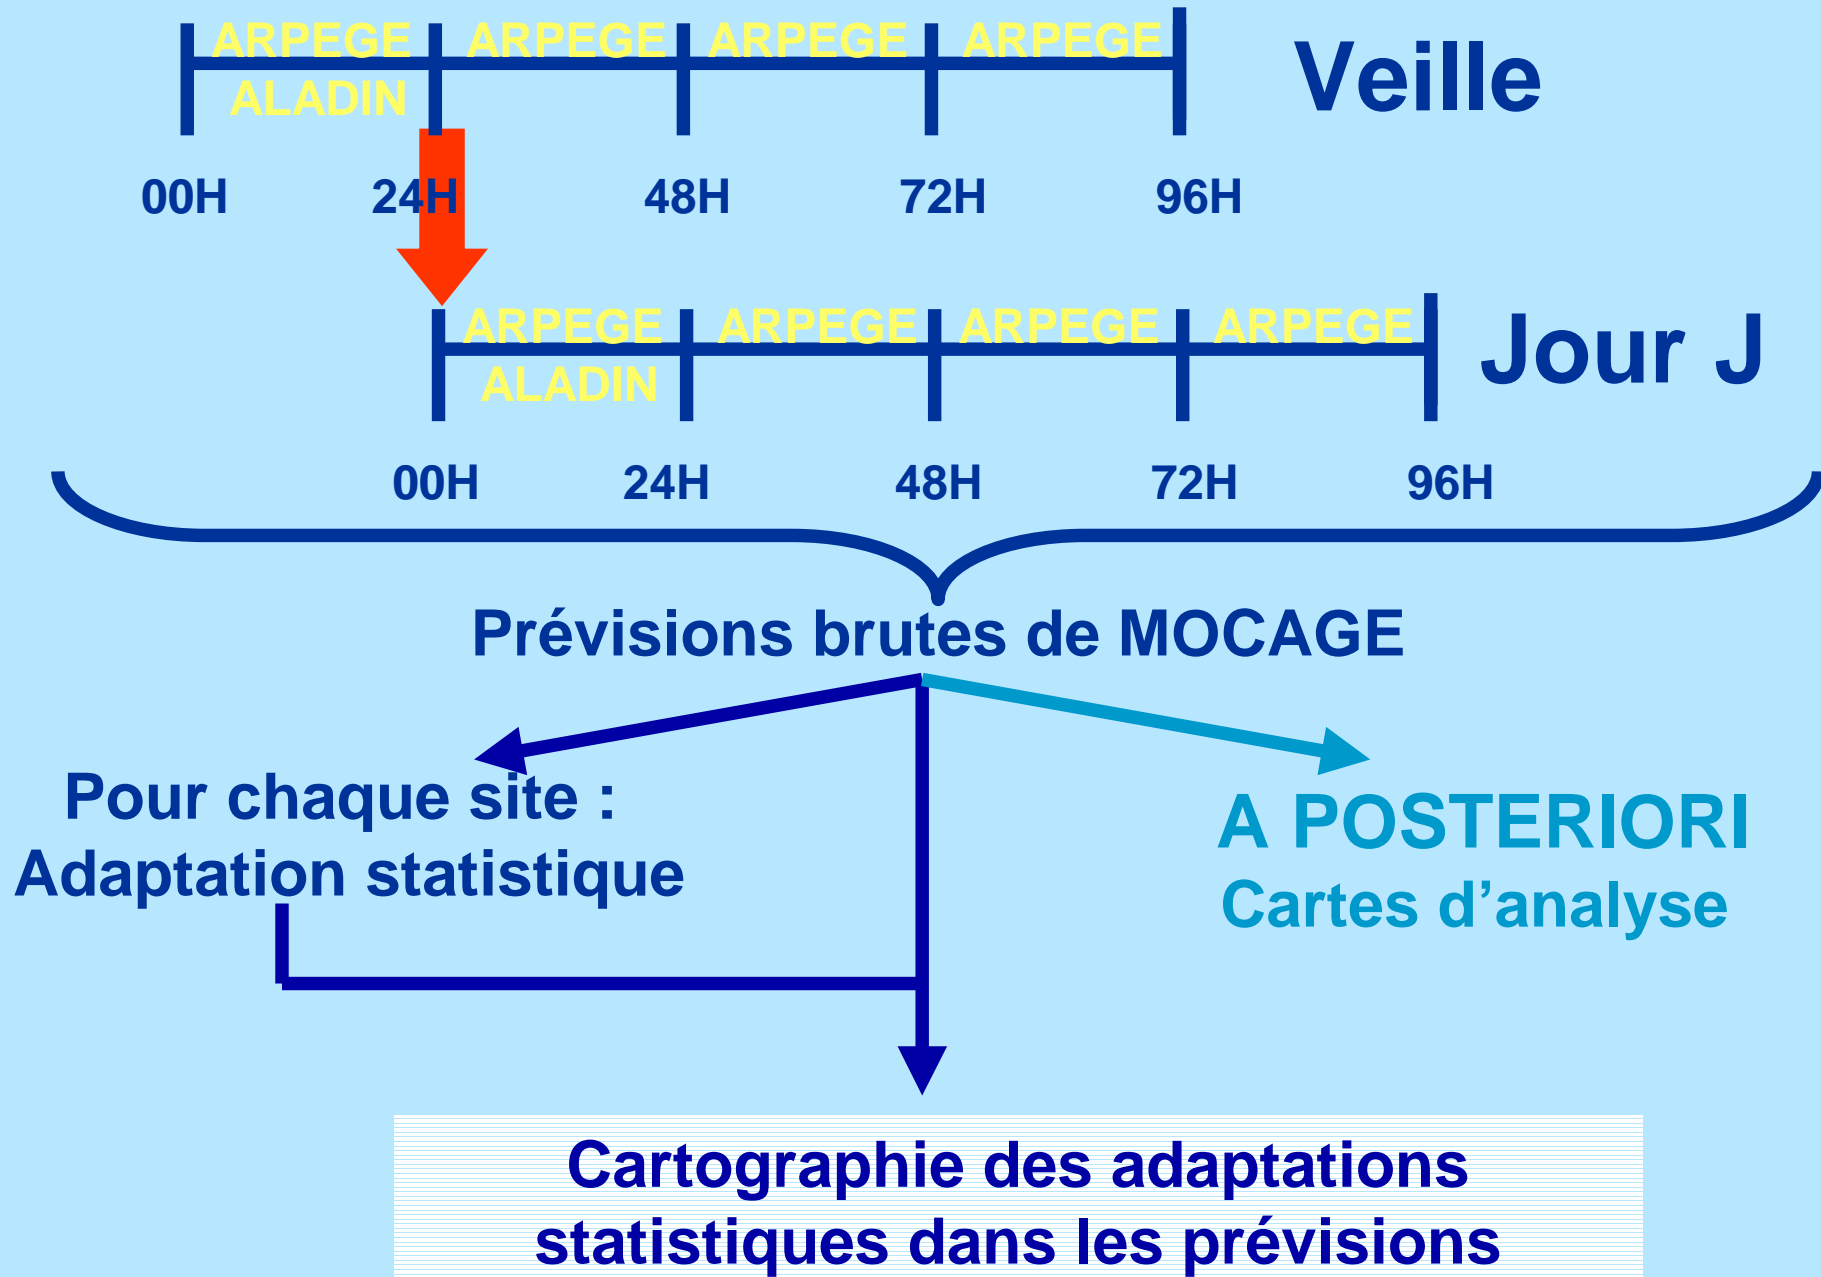 ARPEGE ARPEGE ARPEGE ARPEGE
ALADIN
Veille
00H 24H 48H 72H 96H
ARPEGE ARPEGE ARPEGE ARPEGE
ALADIN
Jour J
00H 24H 48H 72H 96H
Prévisions brutes de MOCAGE
Pour chaque site :
Adaptation statistique
A POSTERIORI
Cartes d’analyse
Cartographie des adaptations
statistiques dans les prévisions